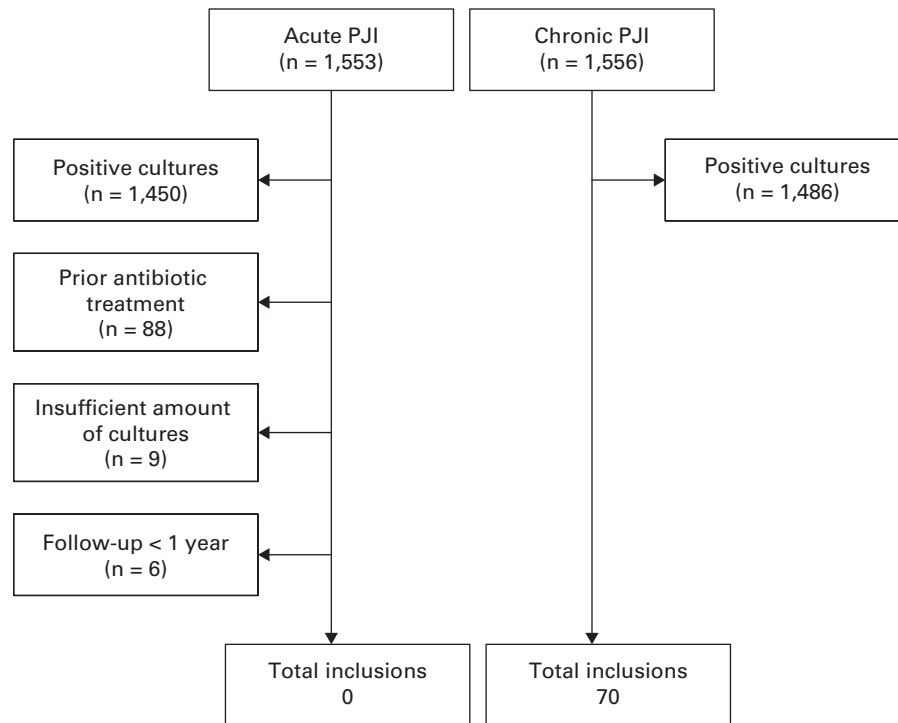 Acute PJI
(n = 1,553)
Chronic PJI
(n = 1,556)
Positive cultures
(n = 1,450)
Positive cultures
(n = 1,486)
Prior antibiotic
treatment
(n = 88)
Insufficient amount
of cultures
(n = 9)
Follow-up < 1 year
(n = 6)
Total inclusions
0
Total inclusions
70